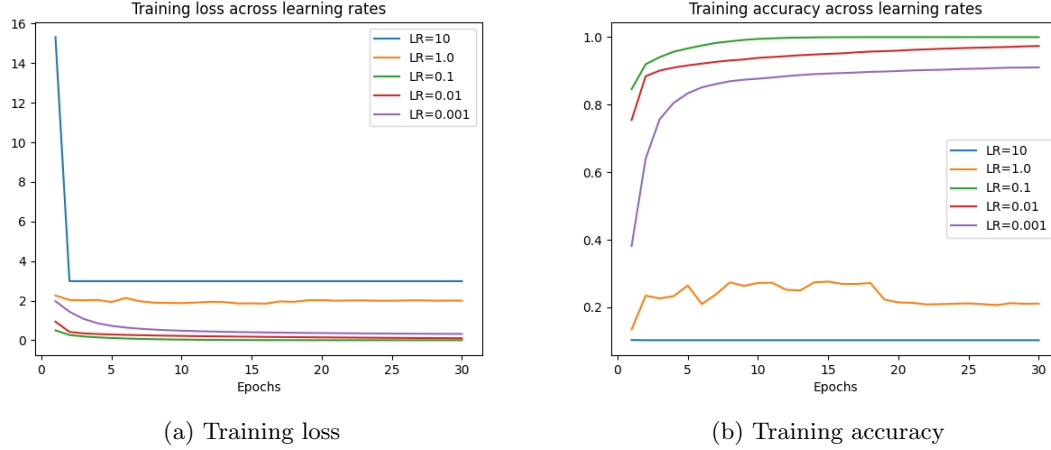 Training loss across learning rates
16
14
12
10
8
6
4
2
0
LR=10
LR=1.0
LR=0.1
LR=0.01
LR=0.001
0 5 10 15 20 25 30
Epochs
(a) Training loss
Training accuracy across learning rates
1.0
0.8
0.6
0.4
0.2
LR=10
LR=1.0
LR=0.1
LR=0.01
LR=0.001
0 5 10 15 20 25 30
Epochs
(b) Training accuracy